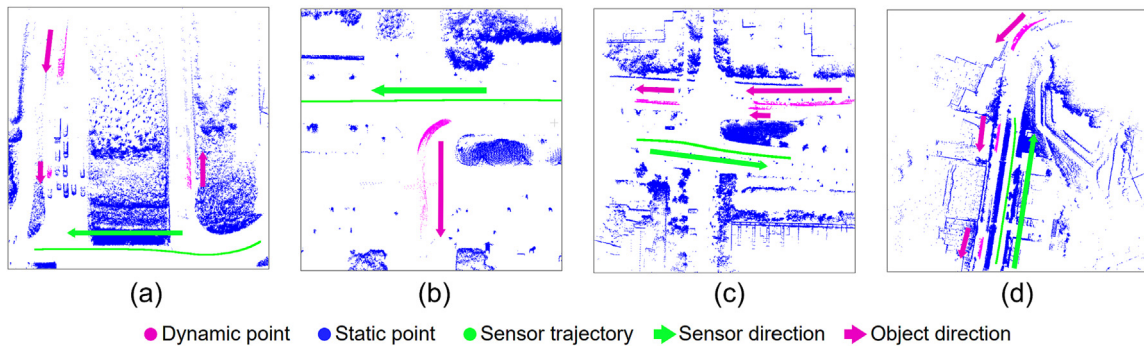 (a) (b) (c) (d)
Dynamic point Static point Sensor trajectory Sensor direction Object direction